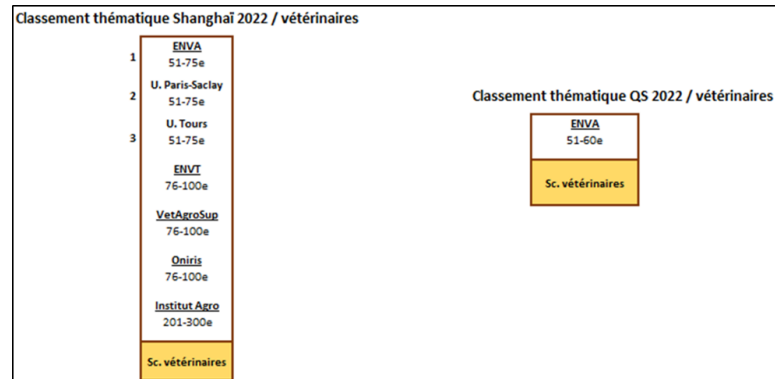 Classement thématique Shanghaï 2022 / vétérinaires
1
ENVA
51-75e
2
U. Paris-Saclay
51-75e
3
U. Tours
51-75e
ENVT
76-100e
VetAgroSup
76-100e
Oniris
76-100e
Institut Agro
201-300e
Sc. vétérinaires
Classement thématique QS 2022 / vétérinaires
ENVA
51-60e
Sc. vétérinaires